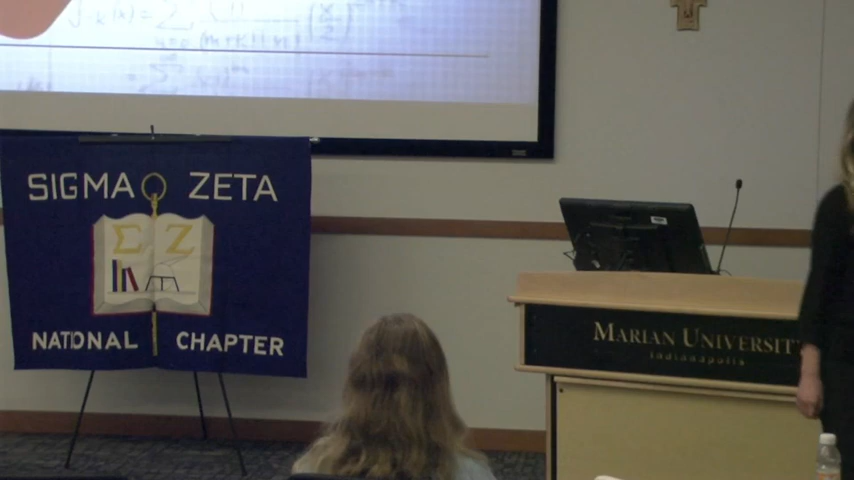 SIGMA ZETA
Σ Z
NATIONAL CHAPTER
MARIAN UNIVERSITY
Indianapolis